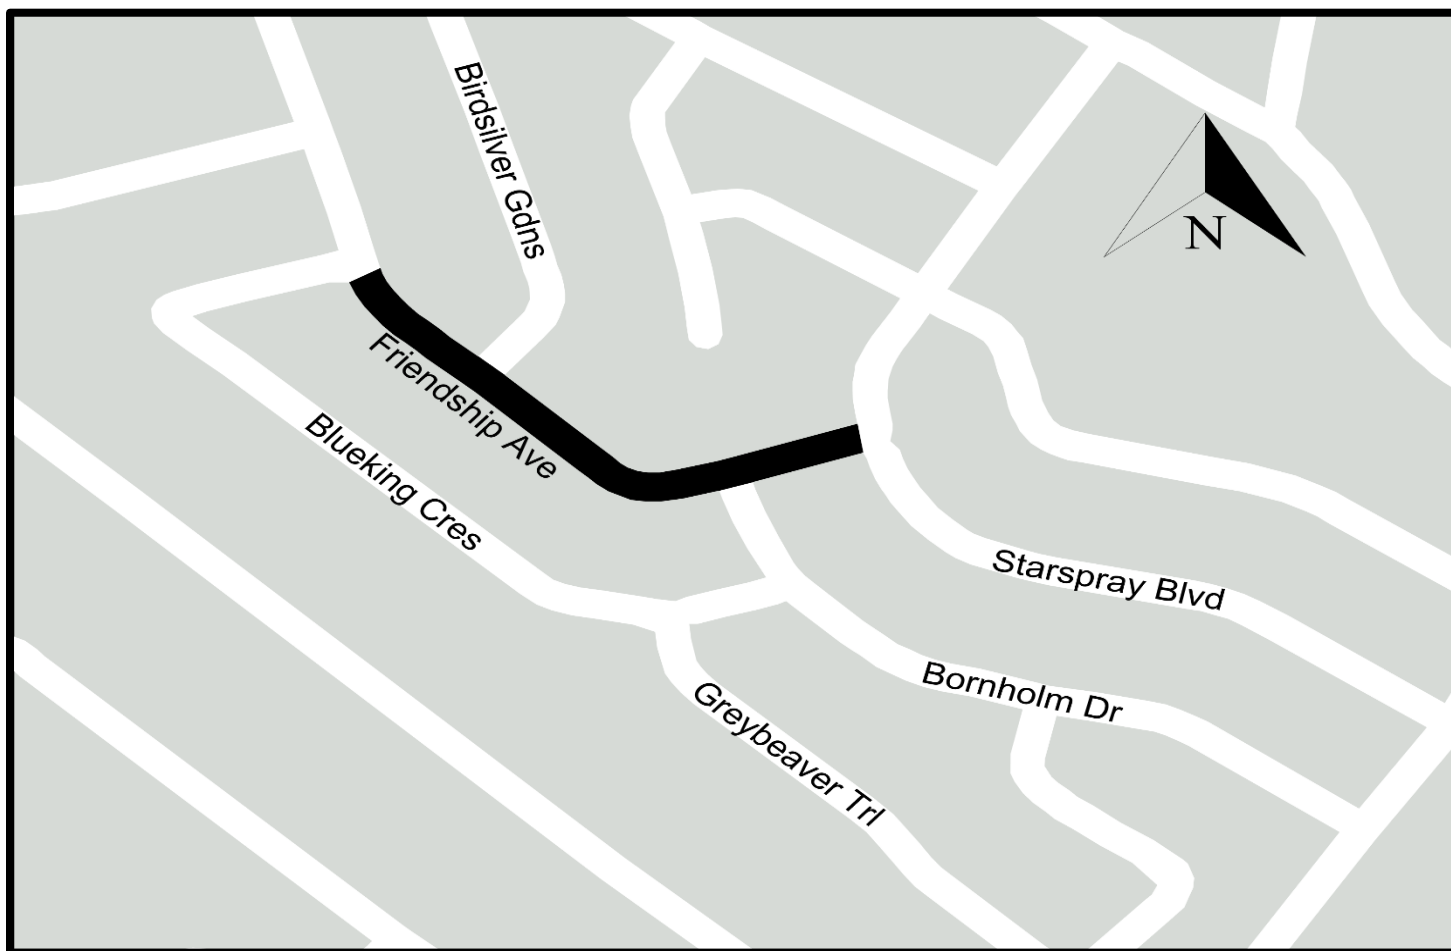 Birdsilver Gdns
N
Friendship Ave
Blueking Cres
Starspray Blvd
Bornholm Dr
Greybeaver Trl